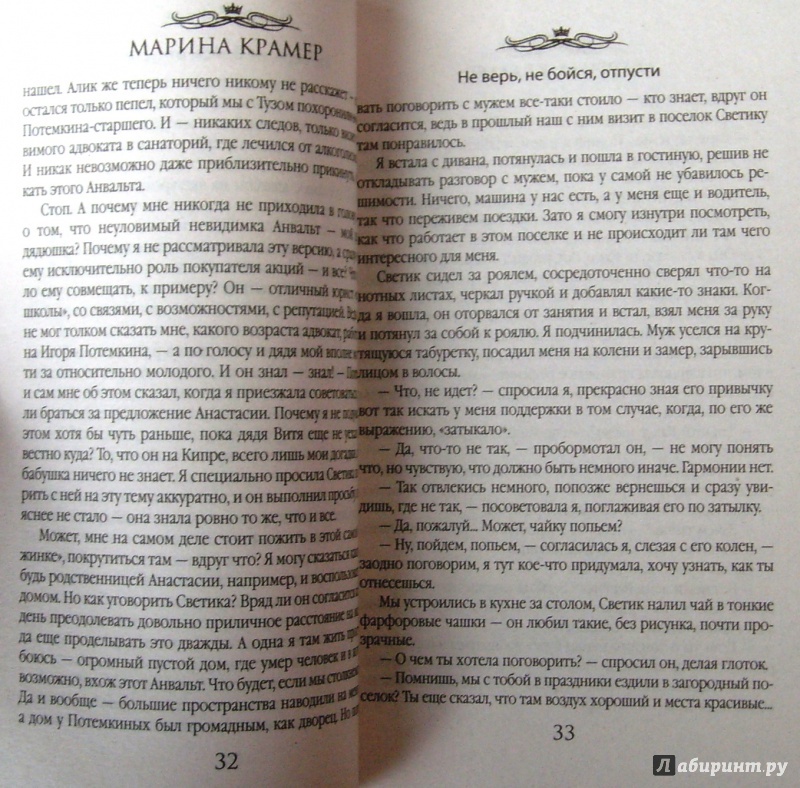 МАРИНА КРАМЕР
нашел. Алик же теперь ничего никому не расскажет –
остался только пепел, который мы с Тузом
Потемкина-старшего. И — никаких следов, только
вимого адвоката в санаторий, где лечился от
И никак невозможно даже приблизительно
кать этого Анвальта.
Стоп. А почему мне никогда не приходила в
о том, что неуловимый невидимка Анвальт —
дядюшка? Почему я не рассматривала эту версию, а
ему исключительно роль покупателя акций — и все?
ло ему совмещать, к примеру? Он — отличный юрист
школы», со связями, с возможностями, с репутацией.
не мог толком сказать мне, какого возраста адвокат,
на Игоря Потемкина, — а по голосу и дядя мой вполне
ти за относительно молодого. И он знал — знал! –
и сам мне об этом сказал, когда я приезжала
ли браться за предложение Анастасии. Почему я не
этом хотя бы чуть раньше, пока дядя Витя еще не
вестно куда? То, что он на Кипре, всего лишь мои
бабушка ничего не знает. Я специально просила Светика
рить с ней на эту тему аккуратно, и он выполнил
яснее не стало — она знала ровно то же, что и все.
Может, мне на самом деле стоит пожить в этой
жинке», покрутиться там — вдруг что? Я могу сказаться
будь родственницей Анастасии, например, и
домом. Но как уговорить Светика? Вряд ли он согласится
день преодолевать довольно приличное расстояние на
да еще проделывать это дважды. А одна я там жить
боюсь — огромный пустой дом, где умер человек и в
возможно, вхож этот Анвальт. Что будет, если мы
Да и вообще — большие пространства наводили на
а дом у Потемкиных был громадным, как дворец. Но
32
Не верь, не бойся, отпусти
вать поговорить с мужем все-таки стоило — кто знает, вдруг он
согласится, ведь в прошлый наш с ним визит в поселок Светику
там понравилось.
Я встала с дивана, потянулась и пошла в гостиную, решив не
откладывать разговор с мужем, пока у самой не убавилось ре-
шимости. Ничего, машина у нас есть, а у меня еще и водитель,
так что переживем поездки. Зато я смогу изнутри посмотреть,
как что работает в этом поселке и не происходит ли там чего
интересного для меня.
Светик сидел за роялем, сосредоточенно сверял что-то на
нотных листах, черкал ручкой и добавлял какие-то знаки. Ког-
да я вошла, он оторвался от занятия и встал, взял меня за руку
и потянул за собой к роялю. Я подчинилась. Муж уселся на кру-
тящуюся табуретку, посадил меня на колени и замер, зарывшись
лицом в волосы.
— Что, не идет? — спросила я, прекрасно зная его привычку
вот так искать у меня поддержки в том случае, когда, по его же
выражению, «затыкало».
— Да, что-то не так, — пробормотал он, — не могу понять
что, но чувствую, что должно быть немного иначе. Гармонии нет.
— Так отвлекись немного, попозже вернешься и сразу уви-
дишь, где не так, — посоветовала я, поглаживая его по затылку.
— Да, пожалуй... Может, чайку попьем?
— Ну, пойдем, попьем, — согласилась я, слезая с его колен, —
заодно поговорим, я тут кое-что придумала, хочу узнать, как ты
отнесешься.
Мы устроились в кухне за столом, Светик налил чай в тонкие
фарфоровые чашки — он любил такие, без рисунка, почти про-
зрачные.
— О чем ты хотела поговорить? — спросил он, делая глоток.
— Помнишь, мы с тобой в праздник ездили в загородный по-
селок? Ты еще сказал, что там воздух хороший и места красивые...
33
Лабиринт.ру